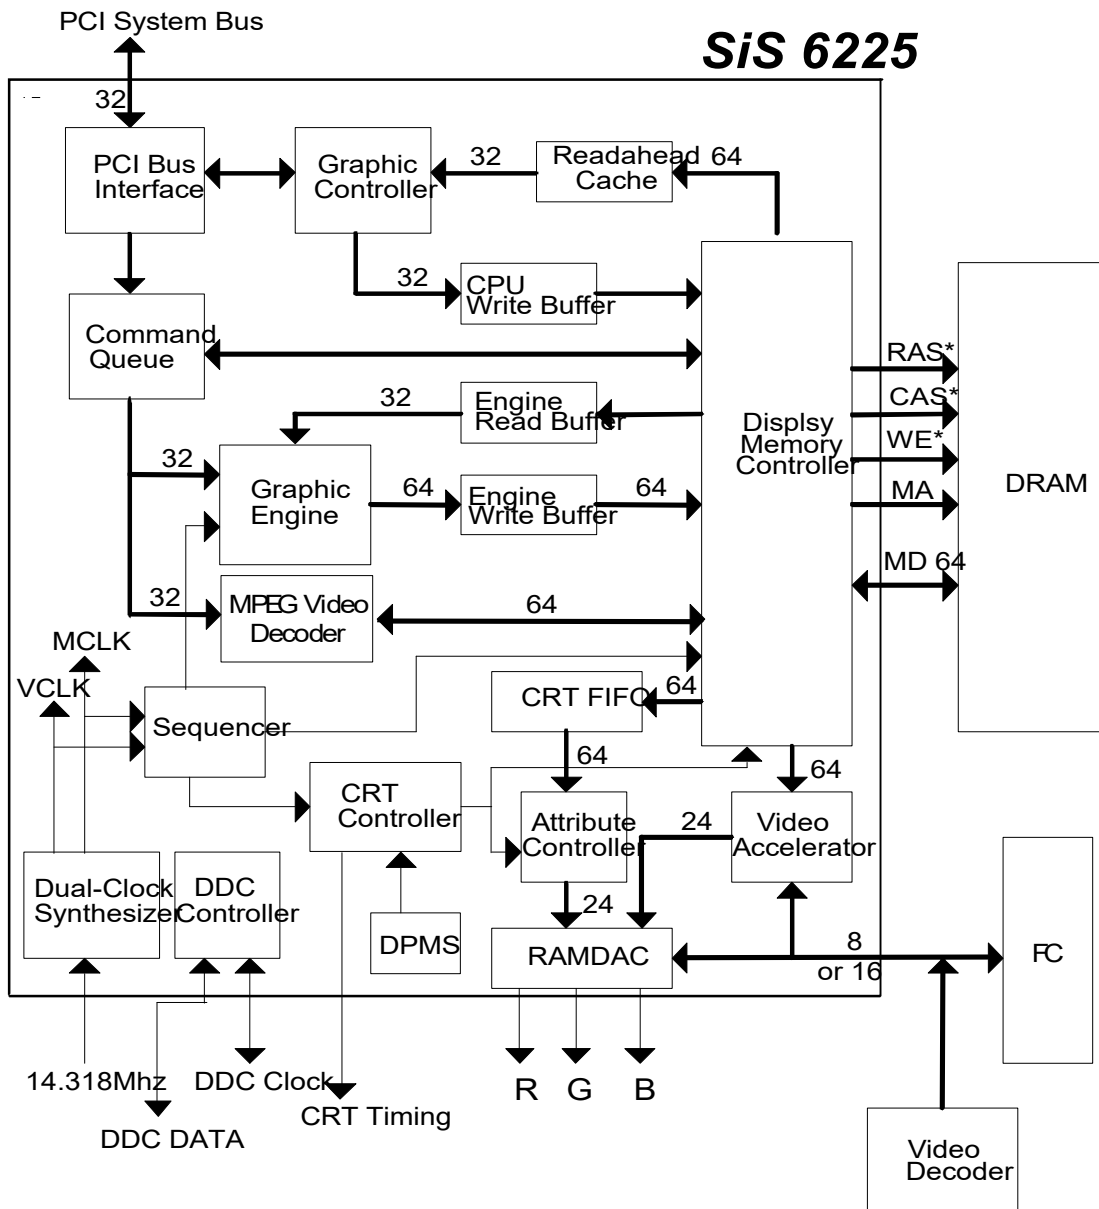 PCI System Bus
SiS 6225
32
PCI Bus
Interface
Graphic
Controller
32
Readahead
Cache
64
32
CPU
Write Buffer
Command
Queue
RAS*
CAS*
WE*
MA
MD 64
DRAM
Displsy
Memory
Controller
32
Engine
Read Buffer
32
Graphic
Engine
64
Engine
Write Buffer
64
32
MPEG Video
Decoder
64
MCLK
VCLK
Sequencer
CRT FIFO
64
64
64
CRT
Controller
Attribute
Controller
24
Video
Accelerator
Dual-Clock
Synthesizer
DDC
Controller
DPMS
24
RAMDAC
8
or 16
FC
14.318Mhz
DDC Clock
DDC DATA
CRT Timing
R
G
B
Video
Decoder